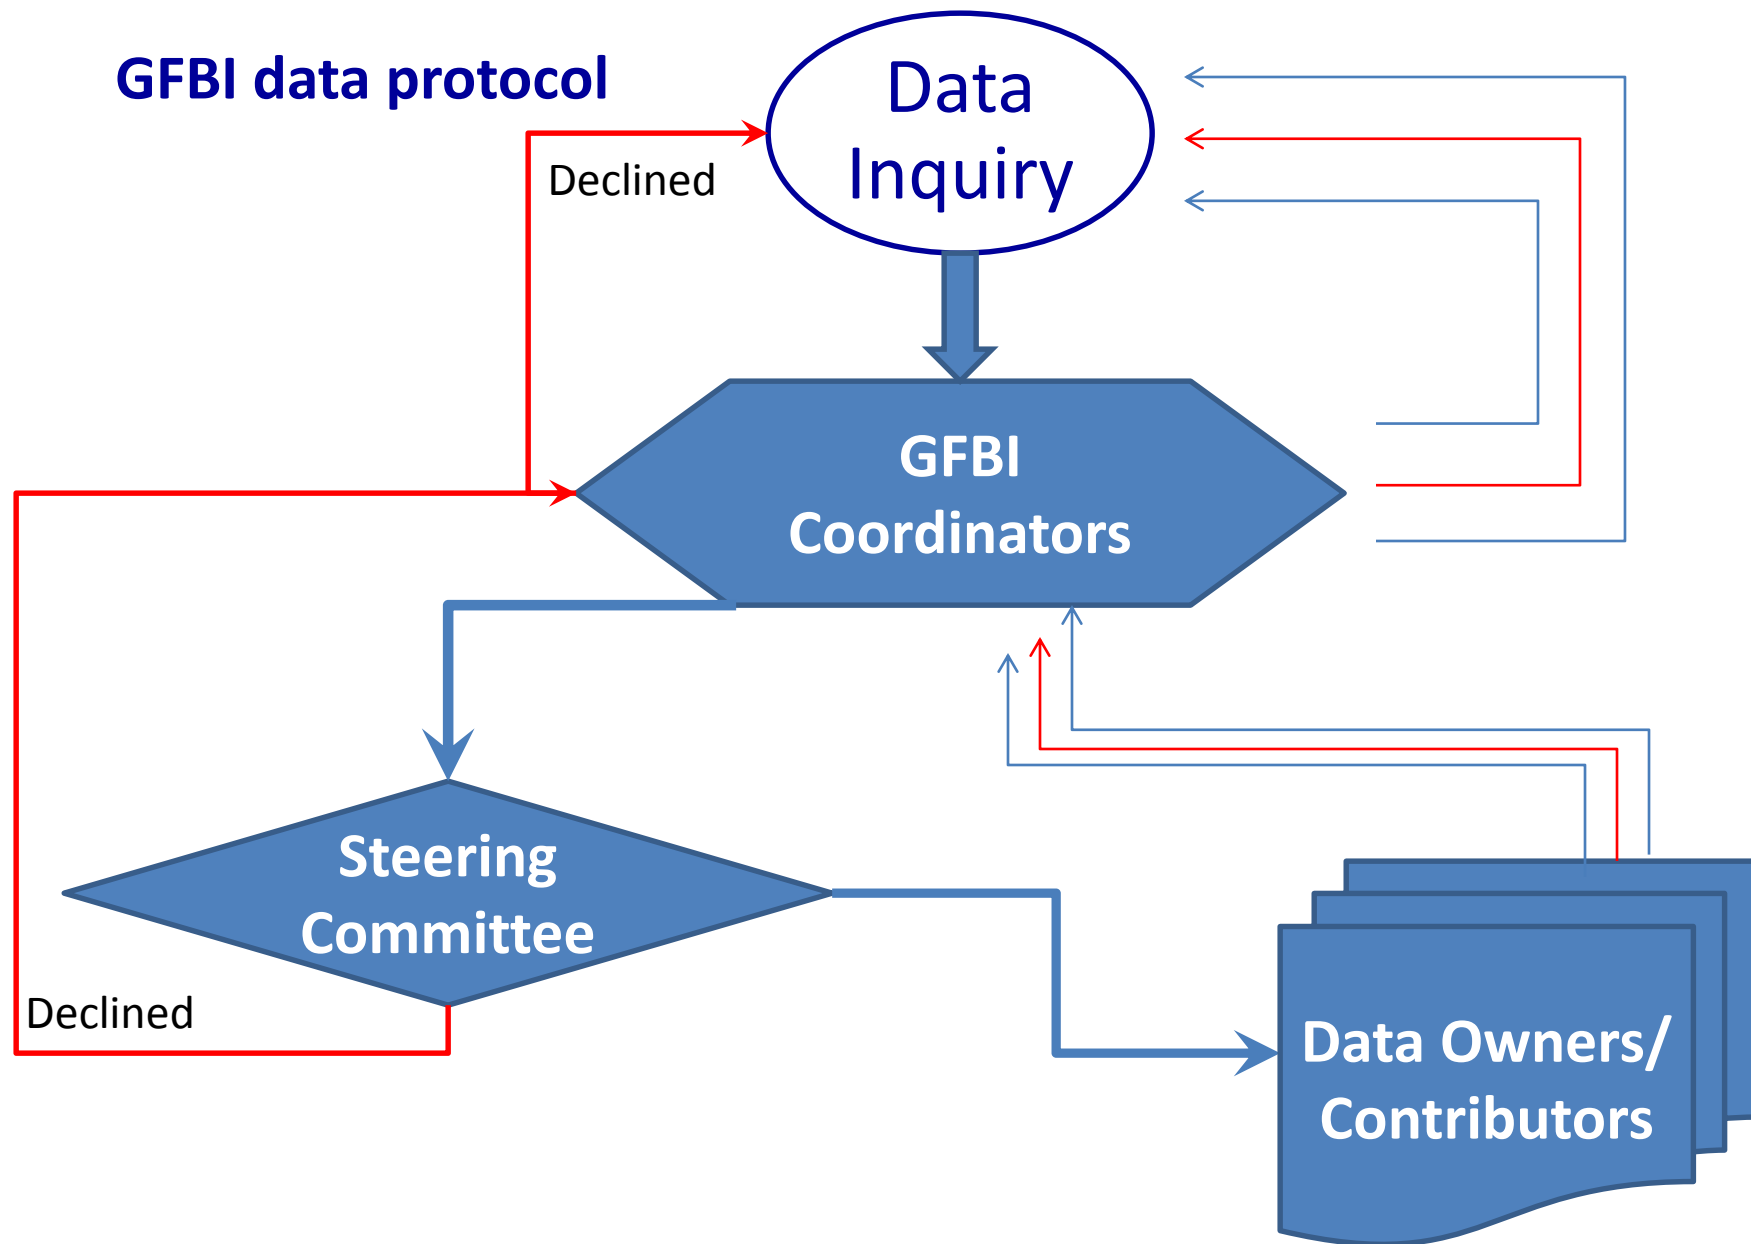 GFBI data protocol
Data
Inquiry
Declined
GFBI
Coordinators
Steering
Committee
Declined
Data Owners/
Contributors